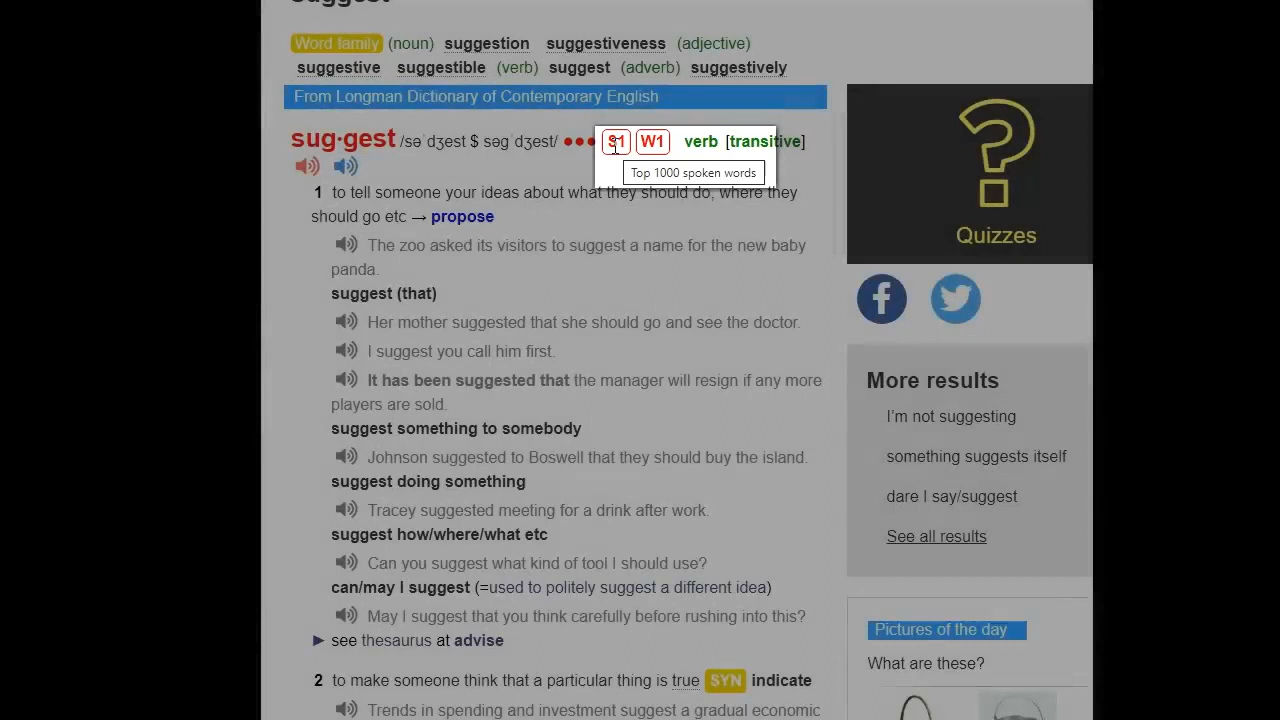 Word family (noun) suggestion suggestiveness (adjective)
suggestive suggestible (verb) suggest (adverb) suggestively
From Longman Dictionary of Contemporary English
sug·gest /səˈdʒest $ səɡˈdʒest/ ●●● S1 W1 verb [transitive]
Top 1000 spoken words
1 to tell someone your ideas about what they should do, where they
should go etc → propose
The zoo asked its visitors to suggest a name for the new baby
panda.
suggest (that)
Her mother suggested that she should go and see the doctor.
I suggest you call him first.
It has been suggested that the manager will resign if any more
players are sold.
suggest something to somebody
Johnson suggested to Boswell that they should buy the island.
suggest doing something
Tracey suggested meeting for a drink after work.
suggest how/where/what etc
Can you suggest what kind of tool I should use?
can/may I suggest (=used to politely suggest a different idea)
May I suggest that you think carefully before rushing into this?
► see thesaurus at advise
2 to make someone think that a particular thing is true SYN indicate
Trends in spending and investment suggest a gradual economic
?
Quizzes
More results
I'm not suggesting
something suggests itself
dare I say/suggest
See all results
Pictures of the day
What are these?